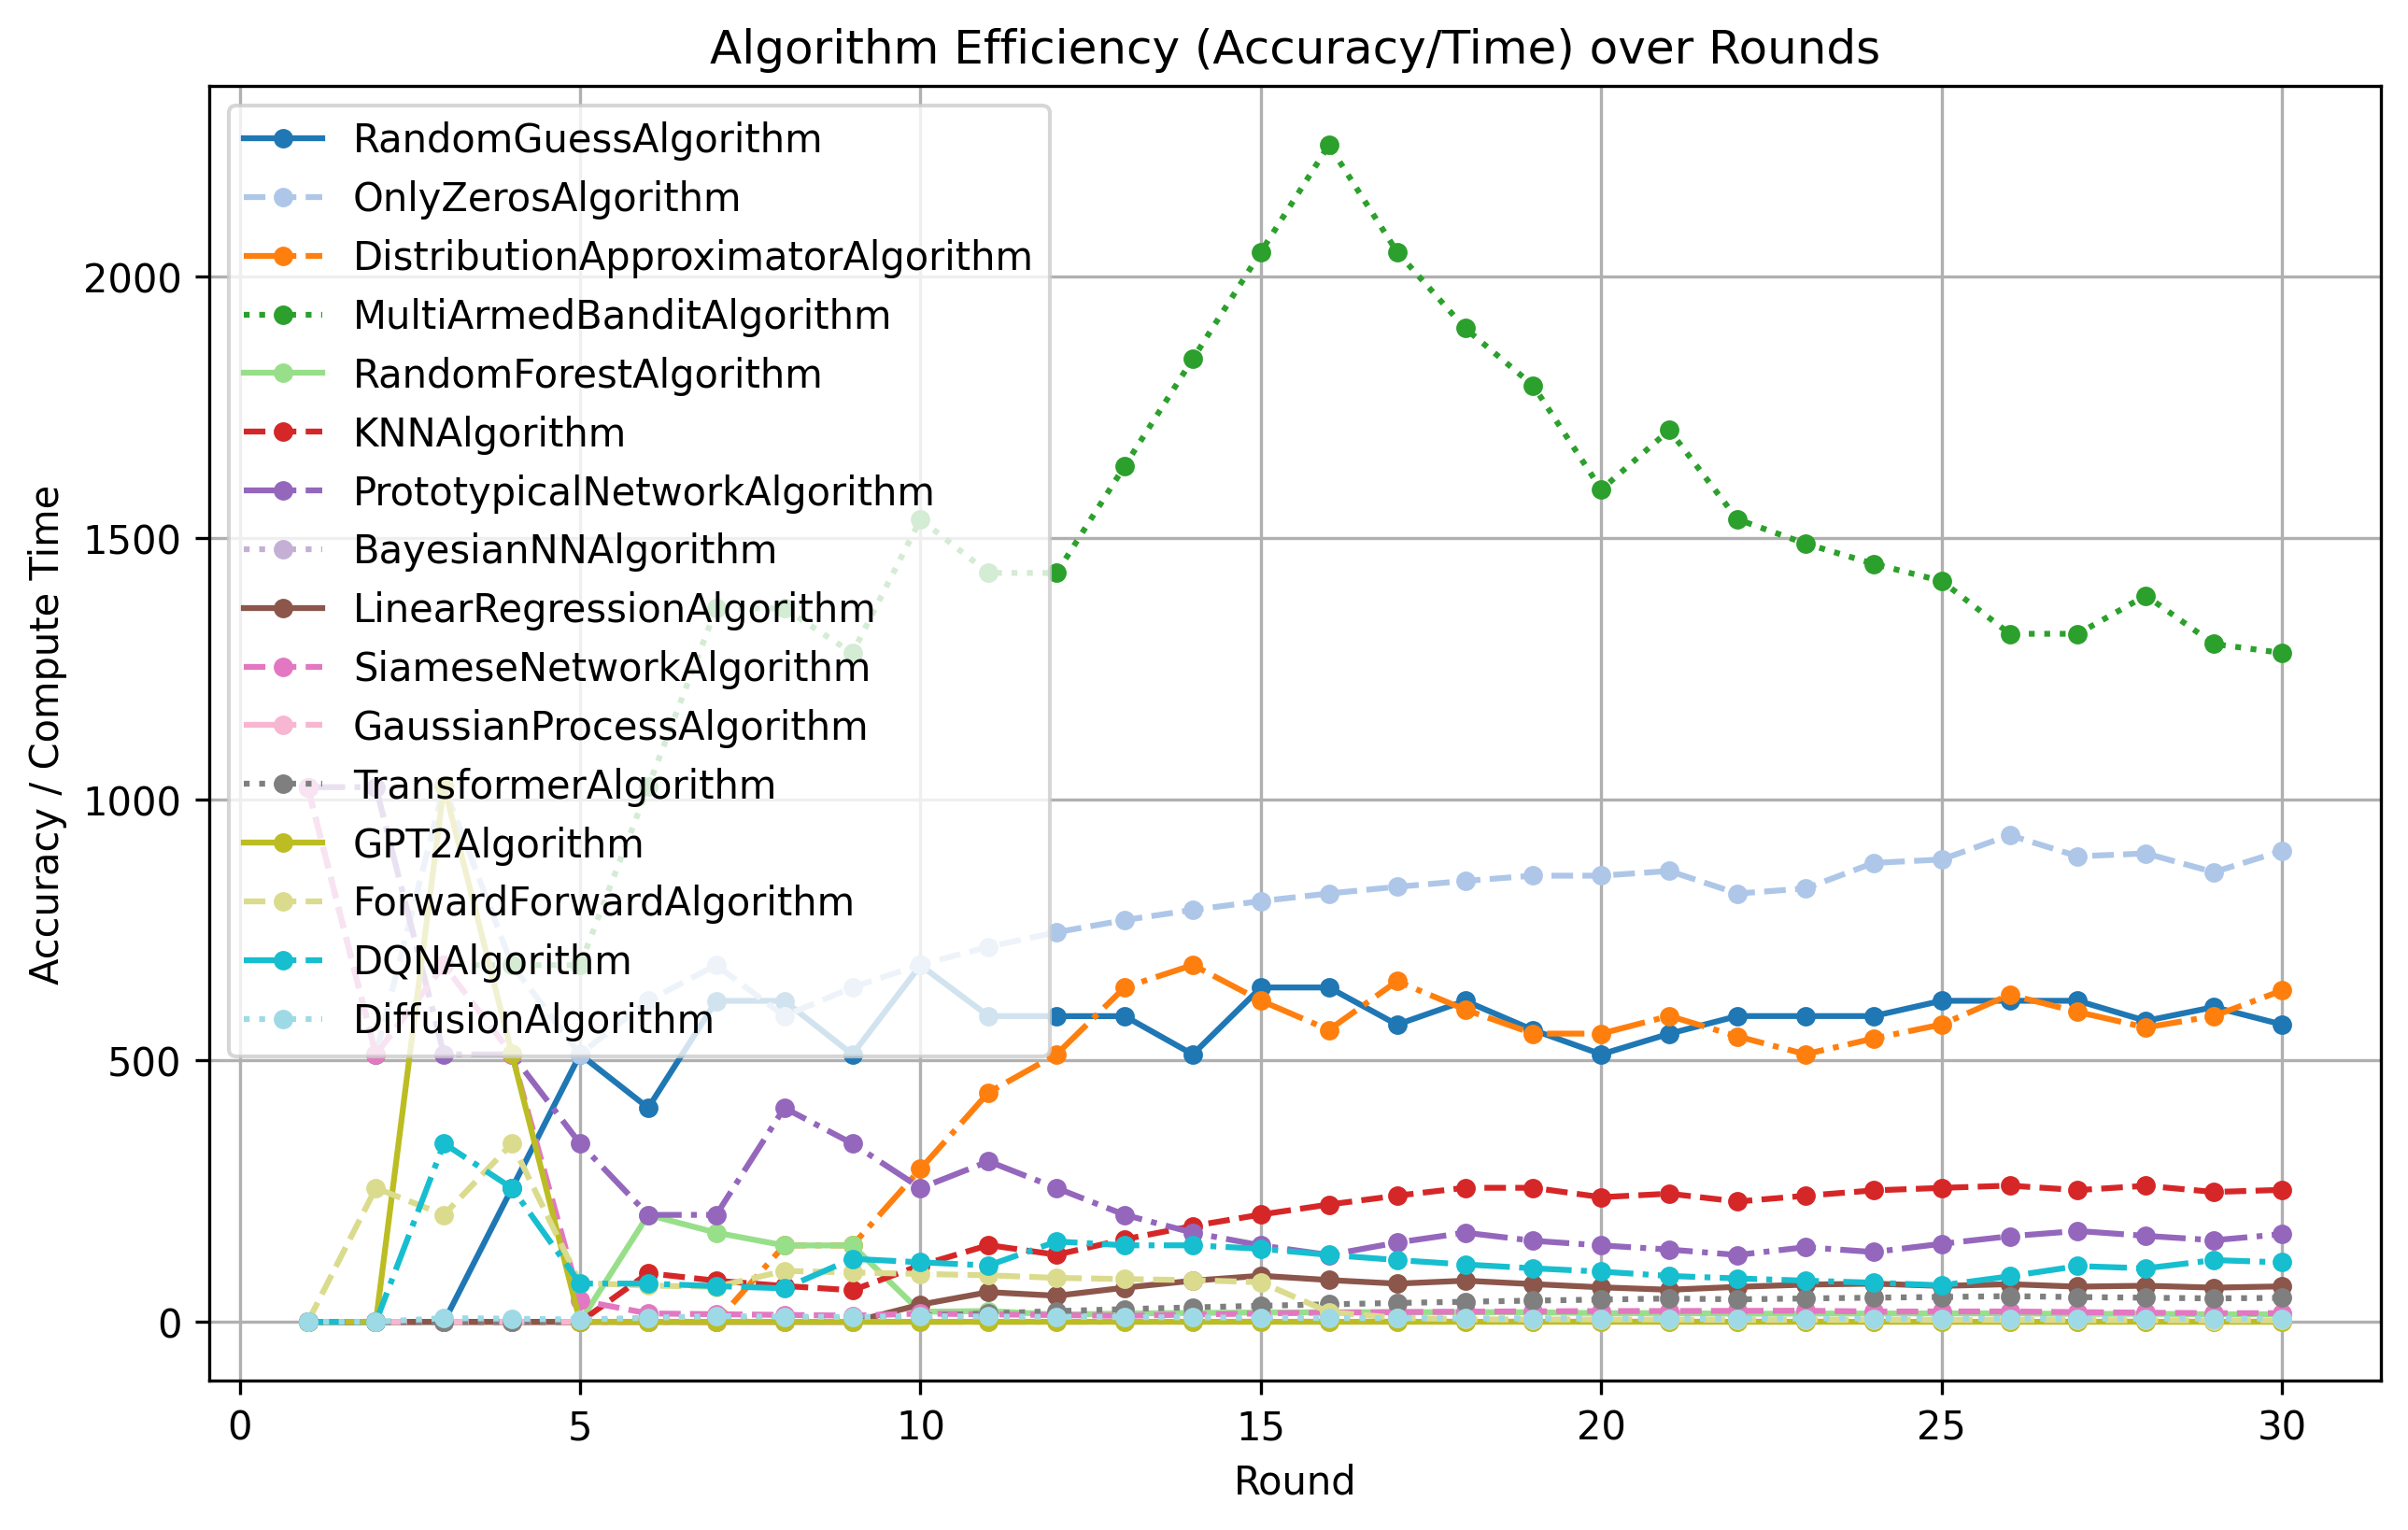 Algorithm Efficiency (Accuracy/Time) over Rounds
RandomGuessAlgorithm
OnlyZerosAlgorithm
DistributionApproximatorAlgorithm
MultiArmedBanditAlgorithm
RandomForestAlgorithm
KNNAlgorithm
PrototypicalNetworkAlgorithm
BayesianNNAlgorithm
LinearRegressionAlgorithm
SiameseNetworkAlgorithm
GaussianProcessAlgorithm
TransformerAlgorithm
GPT2Algorithm
ForwardForwardAlgorithm
DQNAlgorithm
DiffusionAlgorithm
Accuracy / Compute Time
2000
1500
1000
500
0
0 5 10 15 20 25 30
Round